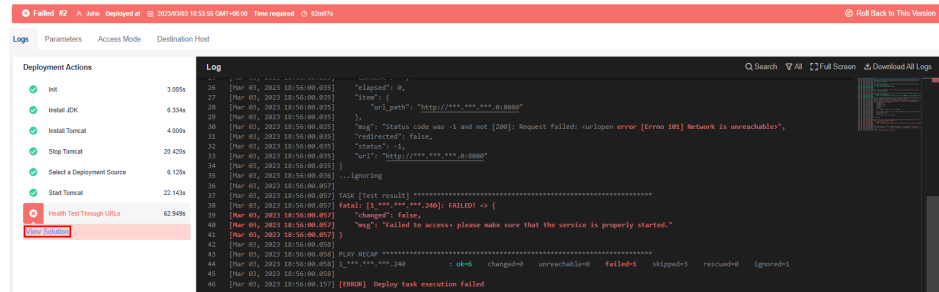 Failed #2 John Deployed at 2023/03/03 18:53:55 GMT+08:00 Time required 02m07s Roll Back to This Version
Logs Parameters Access Mode Destination Host
Deployment Actions
Init 3.085s
Install JDK 6.334s
Install Tomcat 4.000s
Stop Tomcat 20.420s
Select a Deployment Source 6.128s
Start Tomcat 22.143s
Health Test Through URLs 62.949s
View Solution
Log Search All Full Screen Download All Logs
26 [Mar 03, 2023 18:56:00.035] "elapsed": 0,
27 [Mar 03, 2023 18:56:00.035] "item": {
28 [Mar 03, 2023 18:56:00.035] "url_path": "http://***.***.***.0:8080"
29 [Mar 03, 2023 18:56:00.035] },
30 [Mar 03, 2023 18:56:00.035] "msg": "Status code was -1 and not [200]: Request failed: <urlopen error [Errno 101] Network is unreachable>",
31 [Mar 03, 2023 18:56:00.035] "redirected": false,
32 [Mar 03, 2023 18:56:00.035] "status": -1,
33 [Mar 03, 2023 18:56:00.035] "url": "http://***.***.***.0:8080"
34 [Mar 03, 2023 18:56:00.035] }
35 [Mar 03, 2023 18:56:00.036] ...ignoring
36 [Mar 03, 2023 18:56:00.057]
37 [Mar 03, 2023 18:56:00.057] TASK [Test result] **********************************************************
38 [Mar 03, 2023 18:56:00.057] fatal: [1_***.***.***.240]: FAILED! => {
39 [Mar 03, 2023 18:56:00.057] "changed": false,
40 [Mar 03, 2023 18:56:00.057] "msg": "Failed to access, please make sure that the service is properly started."
41 [Mar 03, 2023 18:56:00.057] }
42 [Mar 03, 2023 18:56:00.058]
43 [Mar 03, 2023 18:56:00.058] PLAY RECAP *****************************************************************
44 [Mar 03, 2023 18:56:00.058] 1_***.***.***.240 : ok=6 changed=0 unreachable=0 failed=1 skipped=3 rescued=0 ignored=1
45 [Mar 03, 2023 18:56:00.058]
46 [Mar 03, 2023 18:56:00.157] [ERROR] Deploy task execution failed